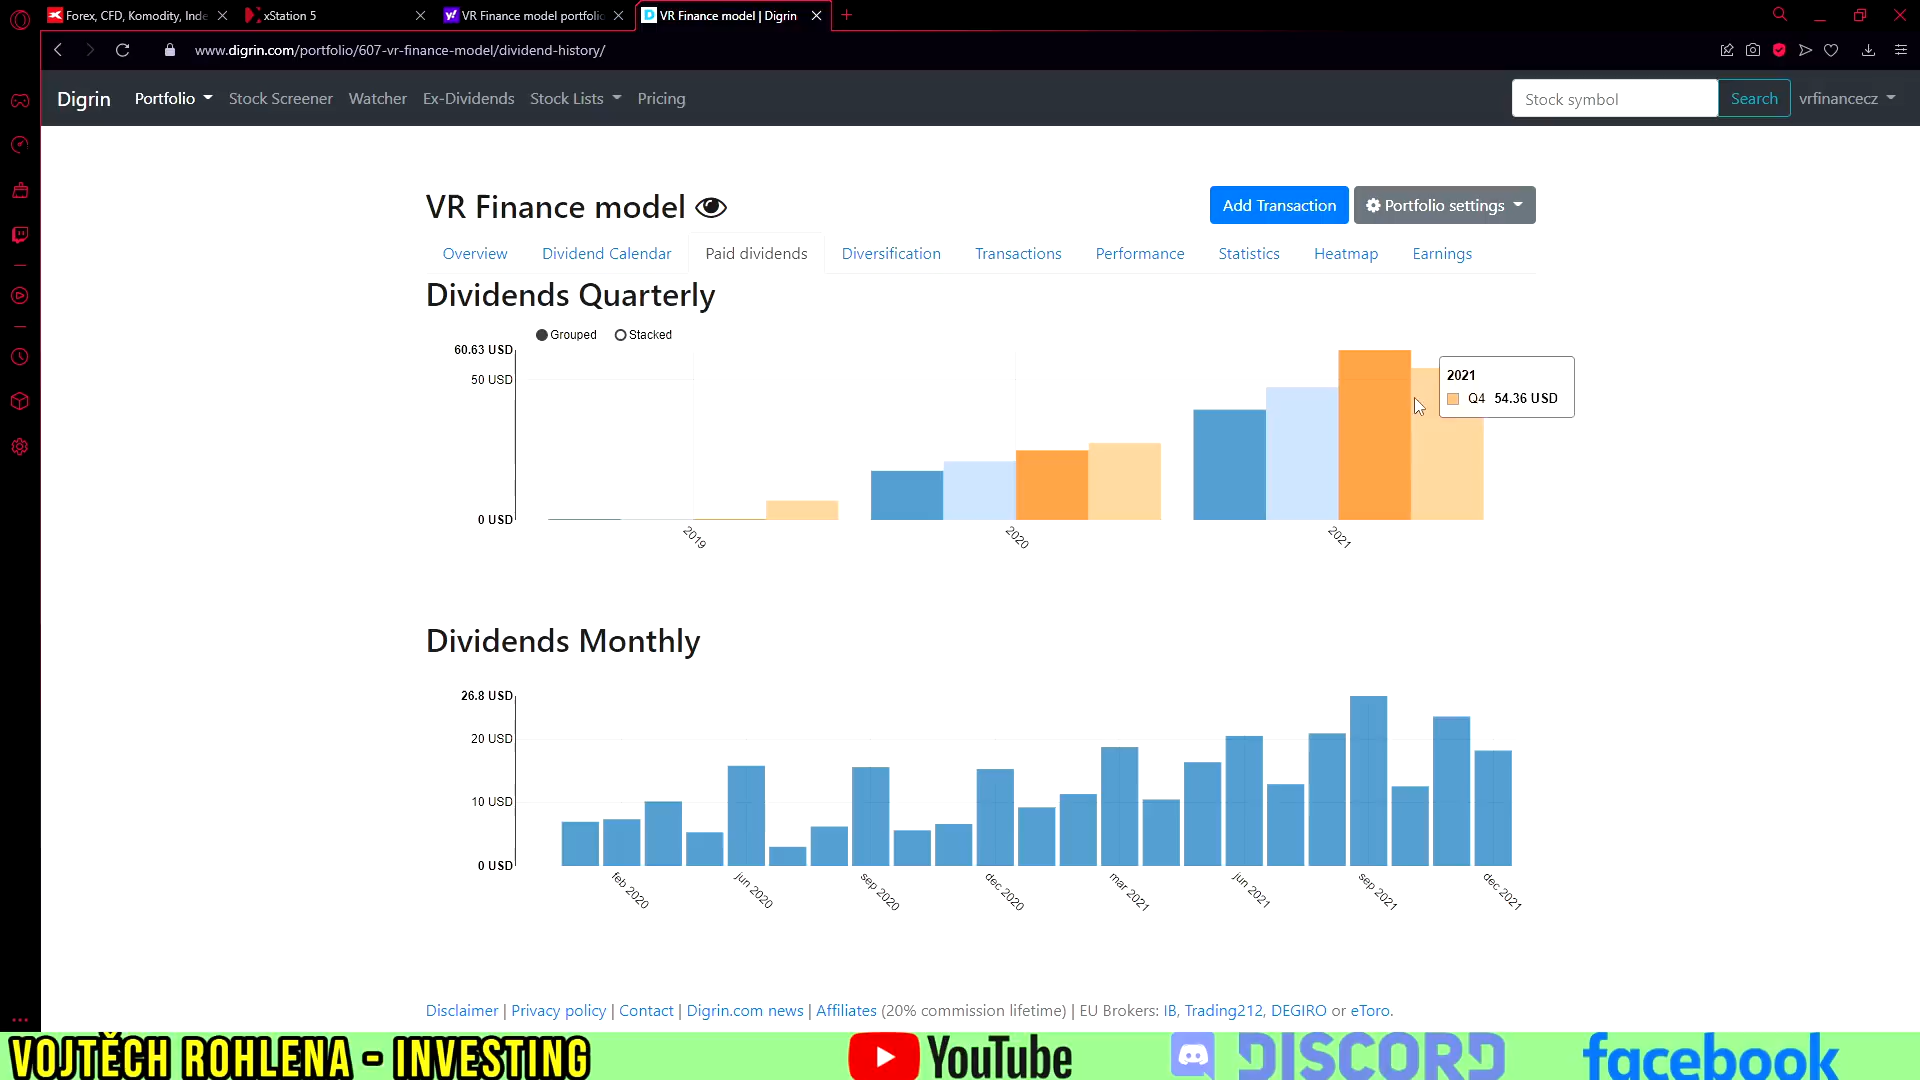 Forex, CFD, Komodity, Inde
xStation 5
VR Finance model portfolic
VR Finance model | Digrin
www.digrin.com/portfolio/607-vr-finance-model/dividend-history/
Digrin Portfolio Stock Screener Watcher Ex-Dividends Stock Lists Pricing Stock symbol Search vrfinancecz
VR Finance model
Add Transaction Portfolio settings
Overview Dividend Calendar Paid dividends Diversification Transactions Performance Statistics Heatmap Earnings
Dividends Quarterly
Grouped Stacked
60.63 USD
50 USD
0 USD
2021
Q4 54.36 USD
2019 2020 2021
Dividends Monthly
26.8 USD
20 USD
10 USD
0 USD
feb 2020 jun 2020 sep 2020 dec 2020 mar 2021 jun 2021 sep 2021 dec 2021
Disclaimer | Privacy policy | Contact | Digrin.com news | Affiliates (20% commission lifetime) | EU Brokers: IB, Trading212, DEGIRO or eToro.
VOJTĚCH ROHLENA - INVESTING YouTube DISCORD facebook